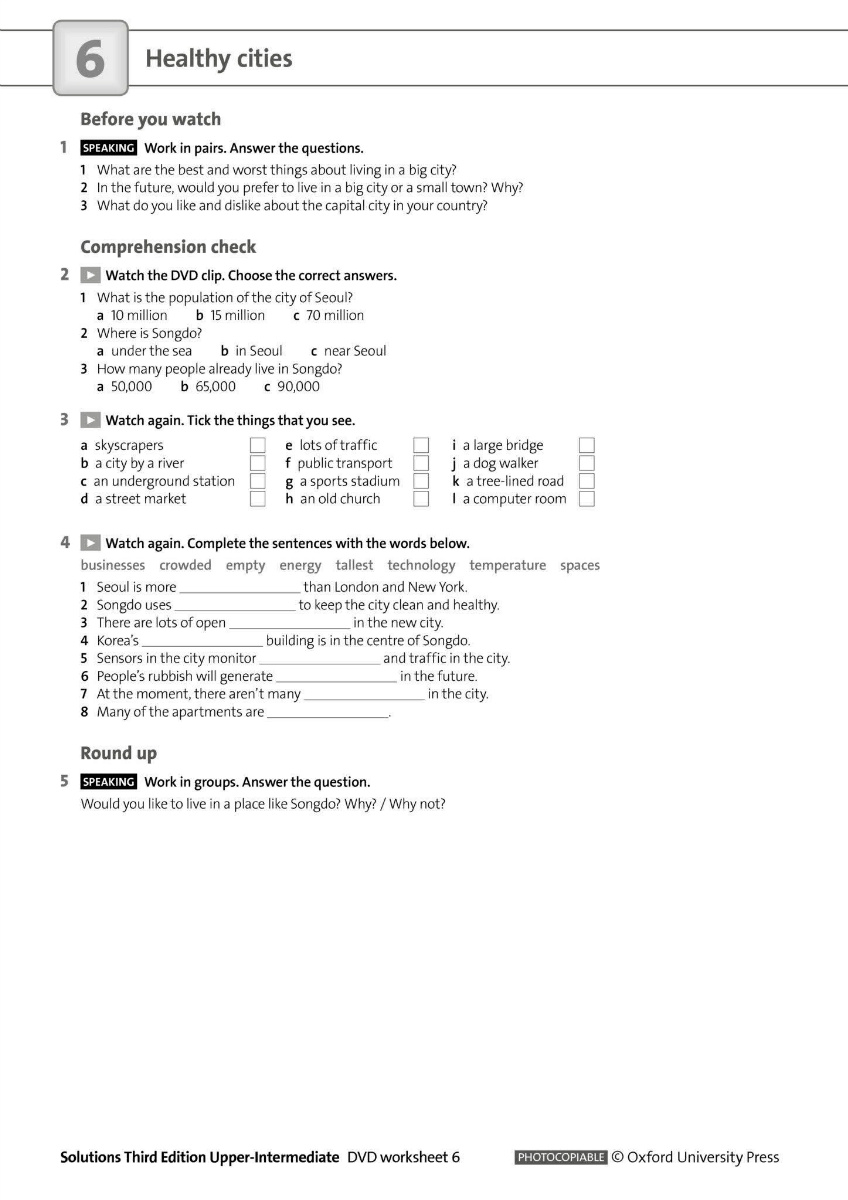 6
Healthy cities
Before you watch
1 SPEAKING Work in pairs. Answer the questions.
1 What are the best and worst things about living in a big city?
2 In the future, would you prefer to live in a big city or a small town? Why?
3 What do you like and dislike about the capital city in your country?
Comprehension check
2 Watch the DVD clip. Choose the correct answers.
1 What is the population of the city of Seoul?
a 10 million b 15 million c 70 million
2 Where is Songdo?
a under the sea b in Seoul c near Seoul
3 How many people already live in Songdo?
a 50,000 b 65,000 c 90,000
3 Watch again. Tick the things that you see.
a skyscrapers e lots of traffic i a large bridge
b a city by a river f public transport j a dog walker
c an underground station g a sports stadium k a tree-lined road
d a street market h an old church l a computer room
4 Watch again. Complete the sentences with the words below.
businesses crowded empty energy tallest technology temperature spaces
1 Seoul is more ________________ than London and New York.
2 Songdo uses ________________ to keep the city clean and healthy.
3 There are lots of open ________________ in the new city.
4 Korea's ________________ building is in the centre of Songdo.
5 Sensors in the city monitor ________________ and traffic in the city.
6 People's rubbish will generate ________________ in the future.
7 At the moment, there aren't many ________________ in the city.
8 Many of the apartments are ________________.
Round up
5 SPEAKING Work in groups. Answer the question.
Would you like to live in a place like Songdo? Why? / Why not?
Solutions Third Edition Upper-Intermediate DVD worksheet 6 PHOTOCOPIABLE © Oxford University Press